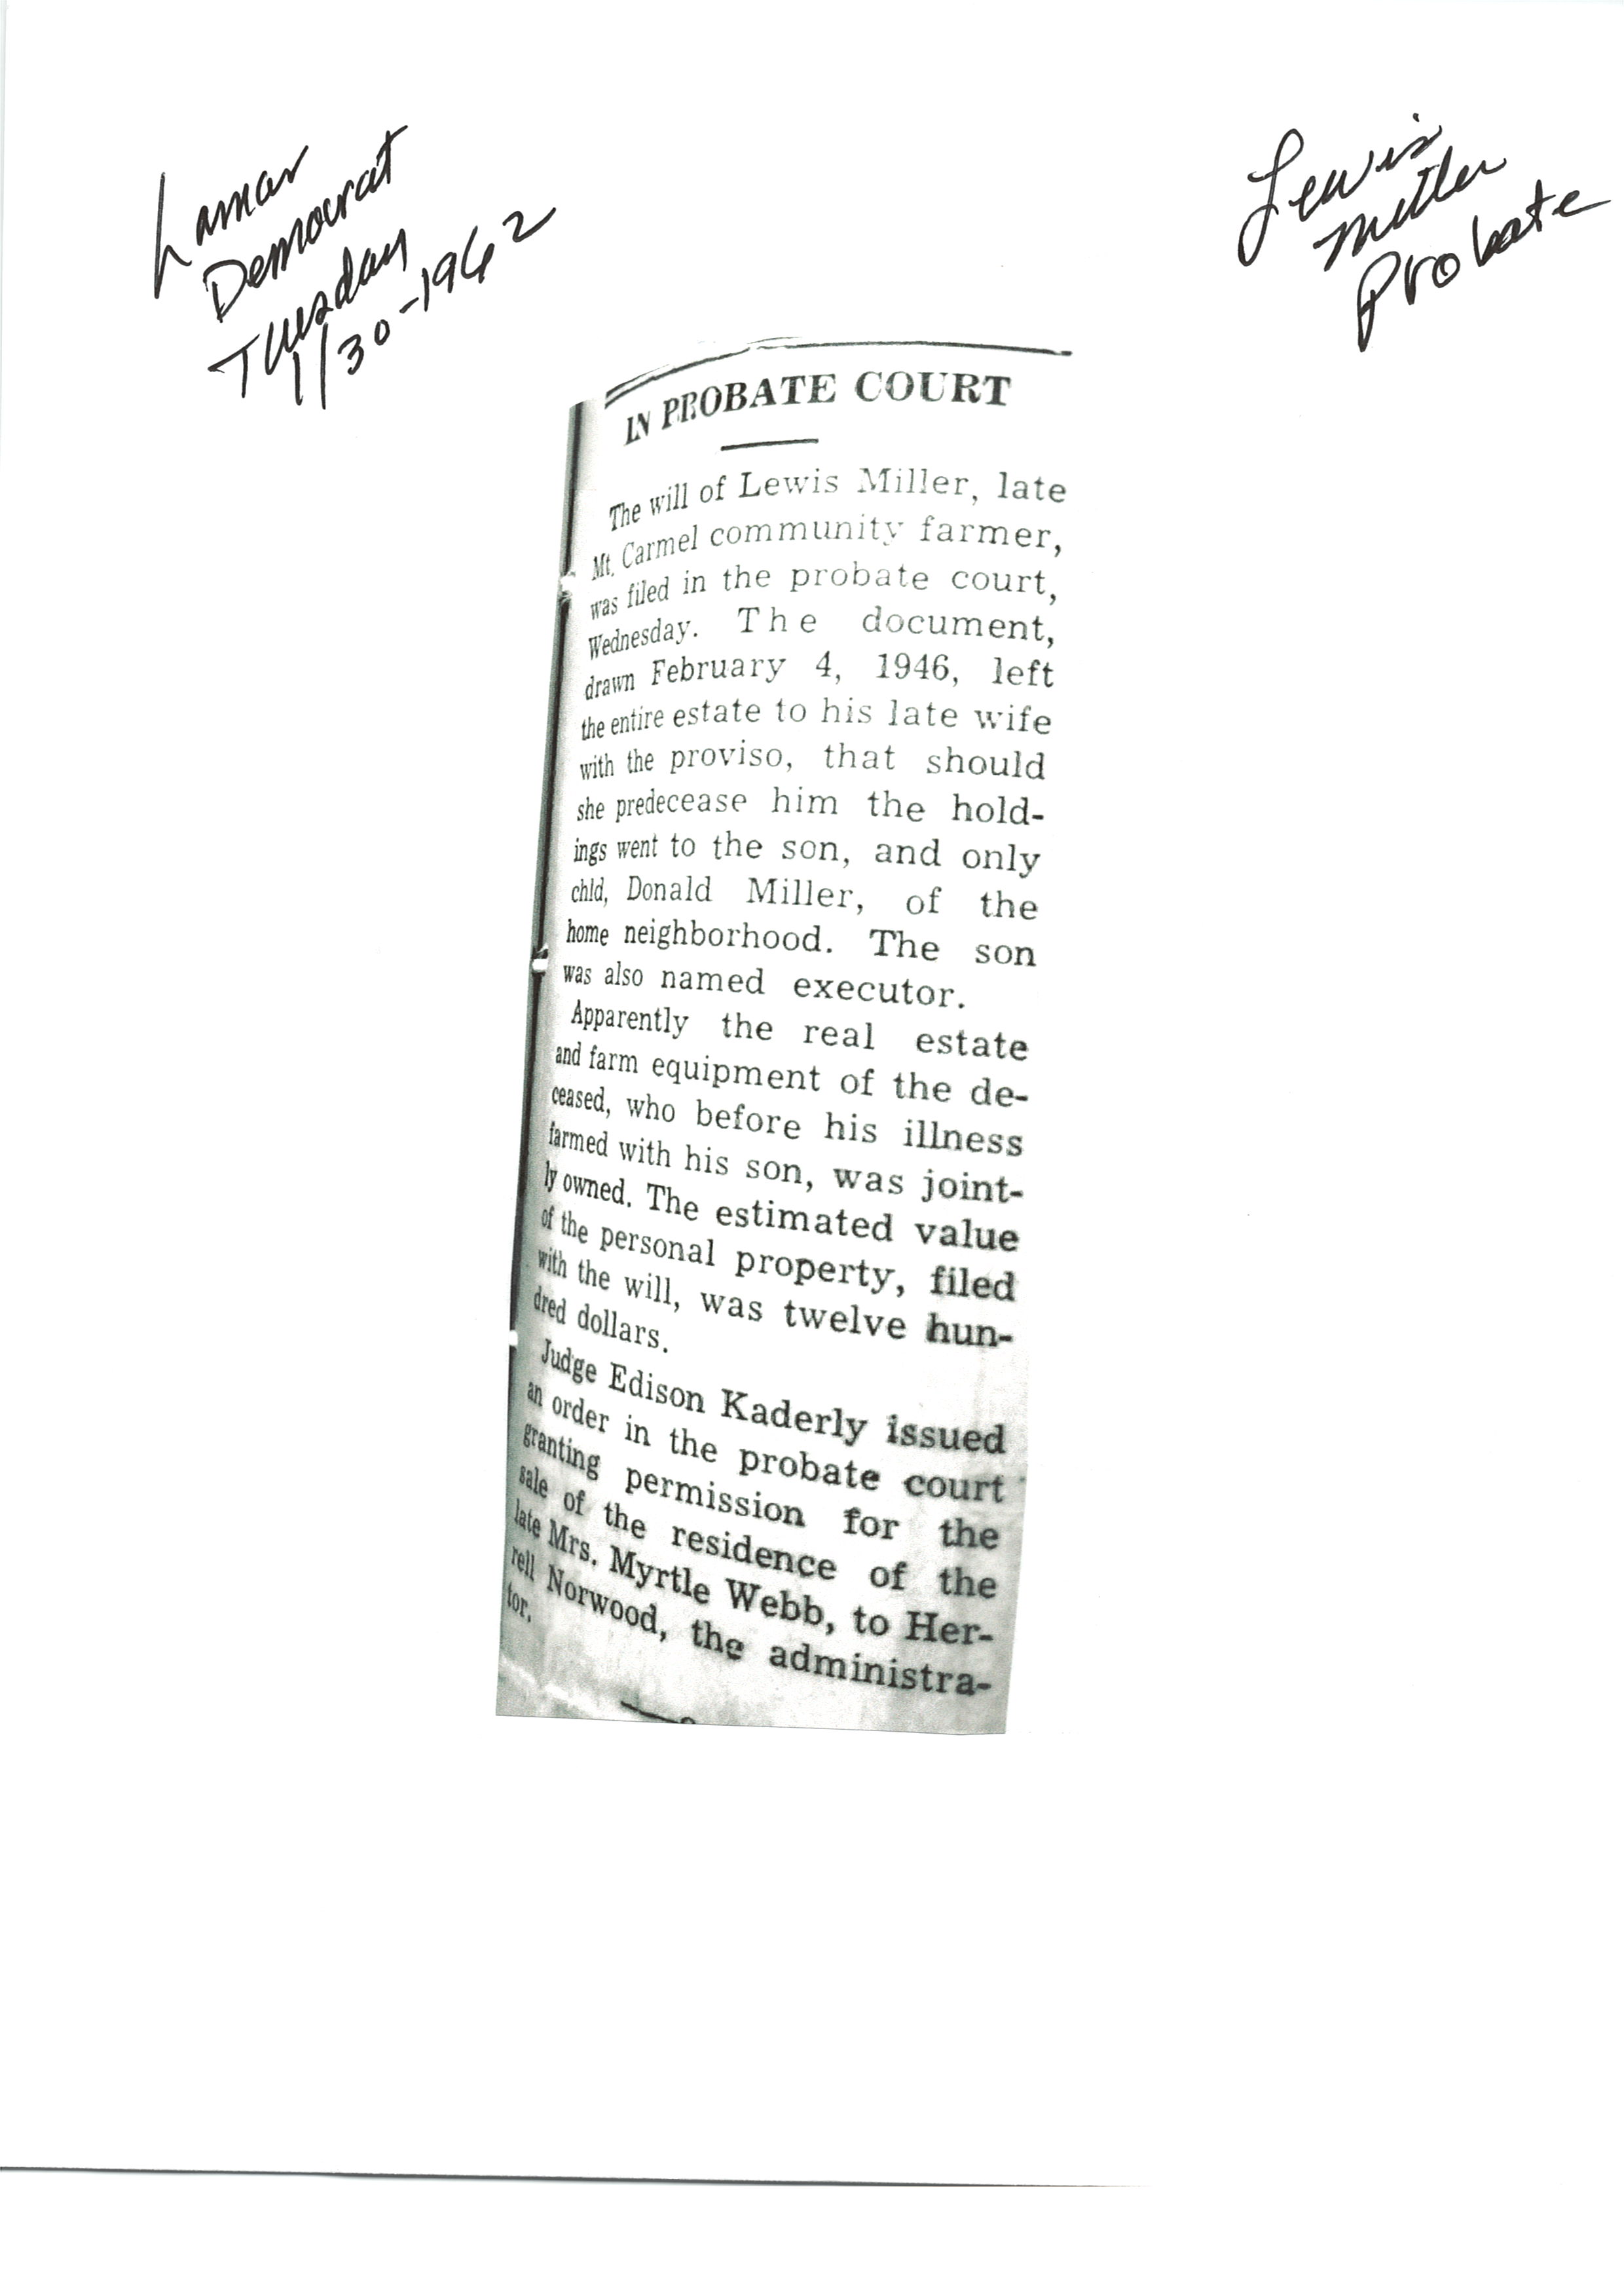 Lamar
Democrat
Tuesday
1/30-1962
Lewis
Miller
Probate
IN PROBATE COURT
The will of Lewis Miller, late
Mt. Carmel community farmer,
was filed in the probate court,
Wednesday. The document,
drawn February 4, 1946, left
the entire estate to his late wife
with the proviso, that should
she predecease him the hold-
ings went to the son, and only
chld, Donald Miller, of the
home neighborhood. The son
was also named executor.
Apparently the real estate
and farm equipment of the de-
ceased, who before his illness
farmed with his son, was joint-
ly owned. The estimated value
of the personal property, filed
with the will, was twelve hun-
dred dollars.
Judge Edison Kaderly issued
an order in the probate court
granting permission for the
sale of the residence of the
late Mrs. Myrtle Webb, to Her-
rell Norwood, the administra-
tor.